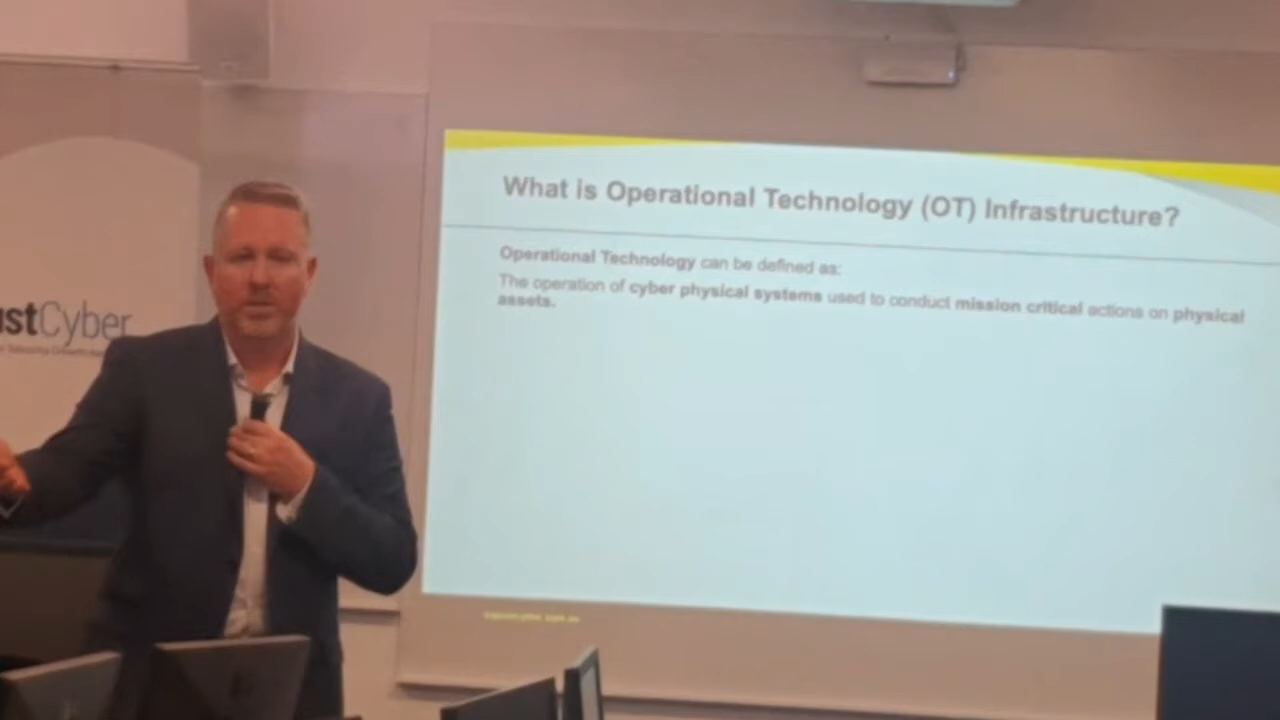 What is Operational Technology (OT) Infrastructure?
Operational Technology can be defined as:
The operation of cyber physical systems used to conduct mission critical actions on physical
assets.
ustCyber